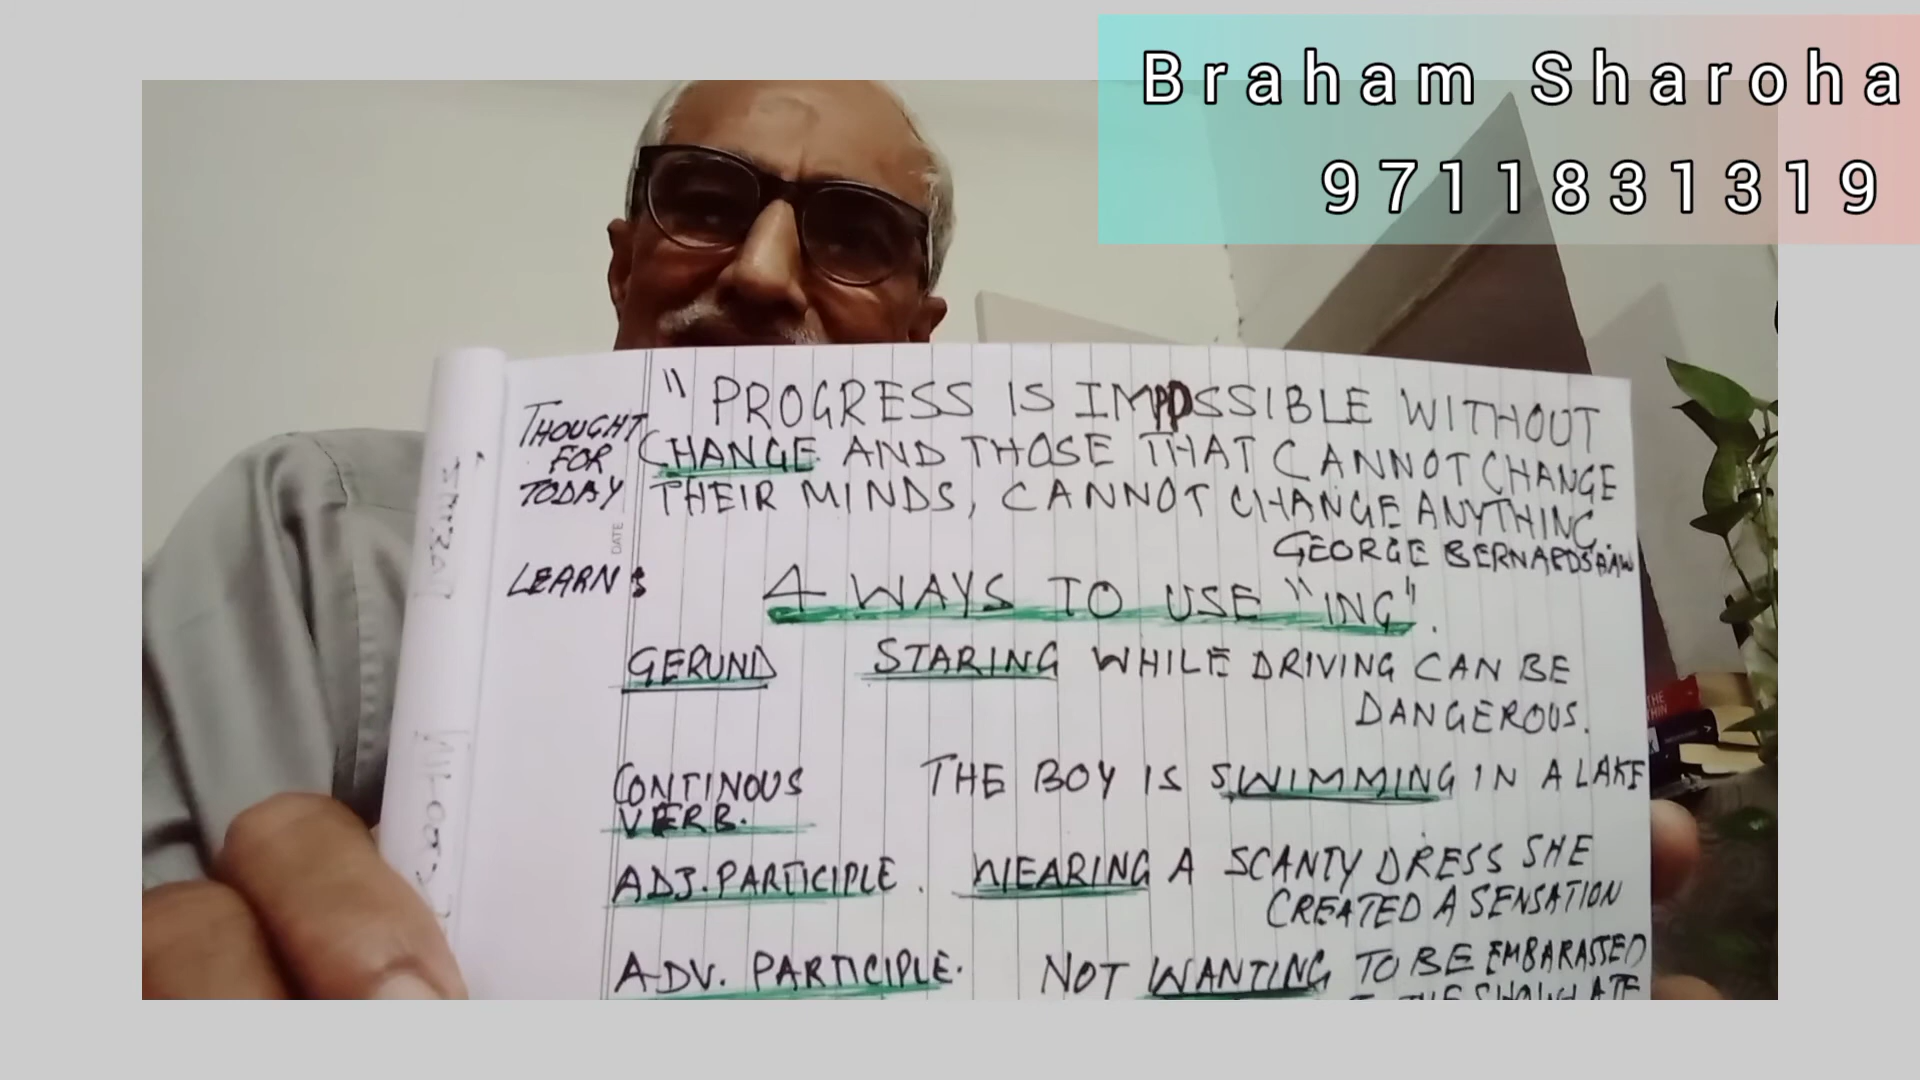 Braham Sharoha
9711831319
THOUGHT
FOR
TODAY
"PROGRESS IS IMPOSSIBLE WITHOUT
CHANGE AND THOSE THAT CANNOT CHANGE
THEIR MINDS, CANNOT CHANGE ANYTHING.
GEORGE BERNARDSAAW
DATE
LEARN:
4 WAYS TO USE "ING".
GERUND STARING WHILE DRIVING CAN BE
DANGEROUS.
CONTINOUS
VERB.
THE BOY IS SWIMMING IN A LAKE
ADJ. PARTICIPLE. WEARING A SCANTY DRESS SHE
CREATED A SENSATION
ADV. PARTICIPLE. NOT WANTING TO BE EMBARASSED
THE